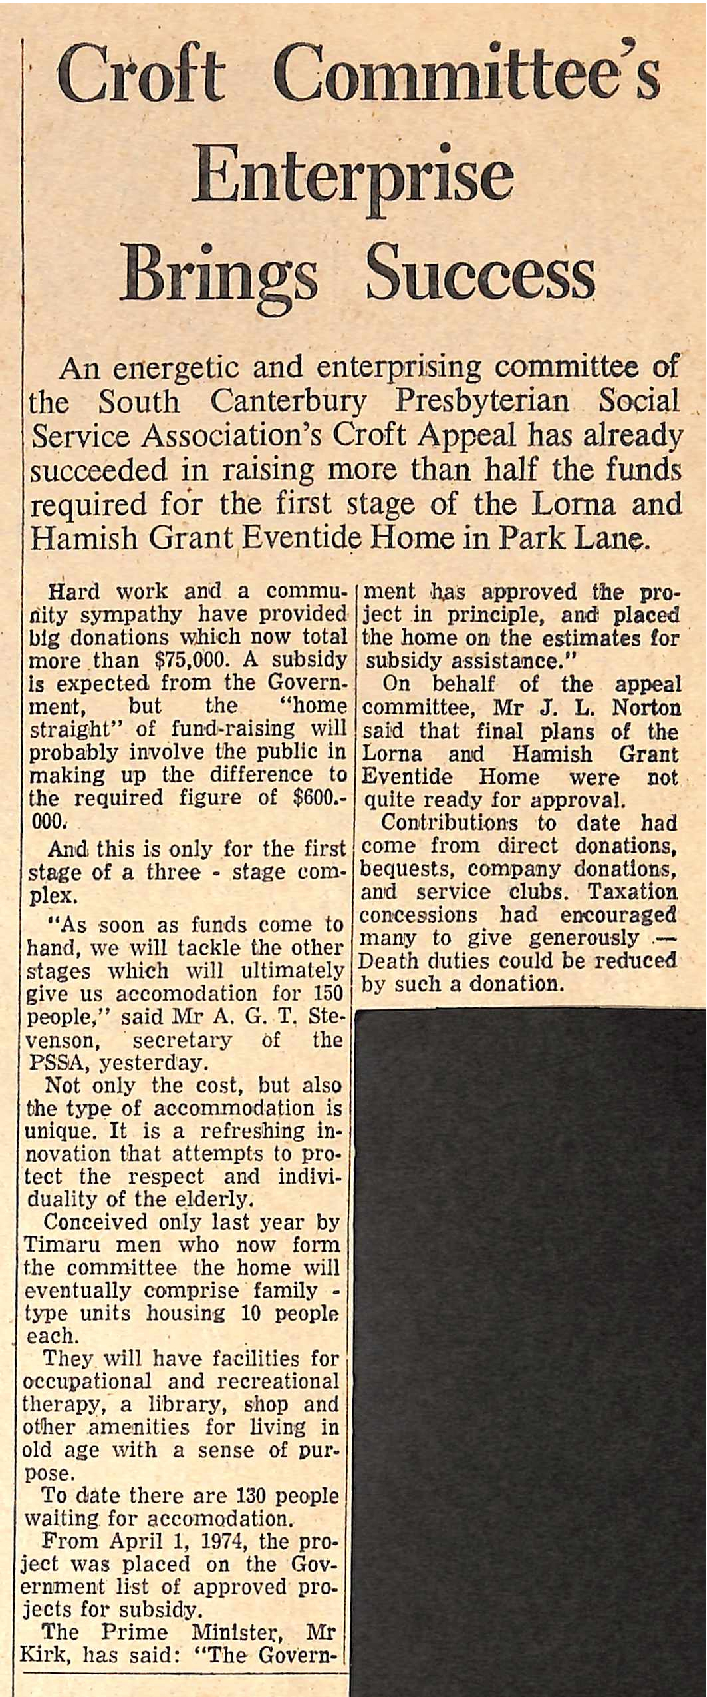 Croft Committee's
Enterprise
Brings Success
An energetic and enterprising committee of
the South Canterbury Presbyterian Social
Service Association's Croft Appeal has already
succeeded in raising more than half the funds
required for the first stage of the Lorna and
Hamish Grant Eventide Home in Park Lane.
Hard work and a commu-
nity sympathy have provided
big donations which now total
more than $75,000. A subsidy
is expected from the Govern-
ment, but the "home
straight" of fund-raising will
probably involve the public in
making up the difference to
the required figure of $600.-
000.
And this is only for the first
stage of a three - stage com-
plex.
"As soon as funds come to
hand, we will tackle the other
stages which will ultimately
give us accomodation for 150
people," said Mr A. G. T. Ste-
venson, secretary of the
PSSA, yesterday.
Not only the cost, but also
the type of accommodation is
unique. It is a refreshing in-
novation that attempts to pro-
tect the respect and indivi-
duality of the elderly.
Conceived only last year by
Timaru men who now form
the committee the home will
eventually comprise family -
type units housing 10 people
each.
They will have facilities for
occupational and recreational
therapy, a library, shop and
other amenities for living in
old age with a sense of pur-
pose.
To date there are 130 people
waiting for accomodation.
From April 1, 1974, the pro-
ject was placed on the Gov-
ernment list of approved pro-
jects for subsidy.
The Prime Minister, Mr
Kirk, has said: "The Govern-
ment has approved the pro-
ject in principle, and placed
the home on the estimates for
subsidy assistance."
On behalf of the appeal
committee, Mr J. L. Norton
said that final plans of the
Lorna and Hamish Grant
Eventide Home were not
quite ready for approval.
Contributions to date had
come from direct donations,
bequests, company donations,
and service clubs. Taxation
concessions had encouraged
many to give generously —
Death duties could be reduced
by such a donation.